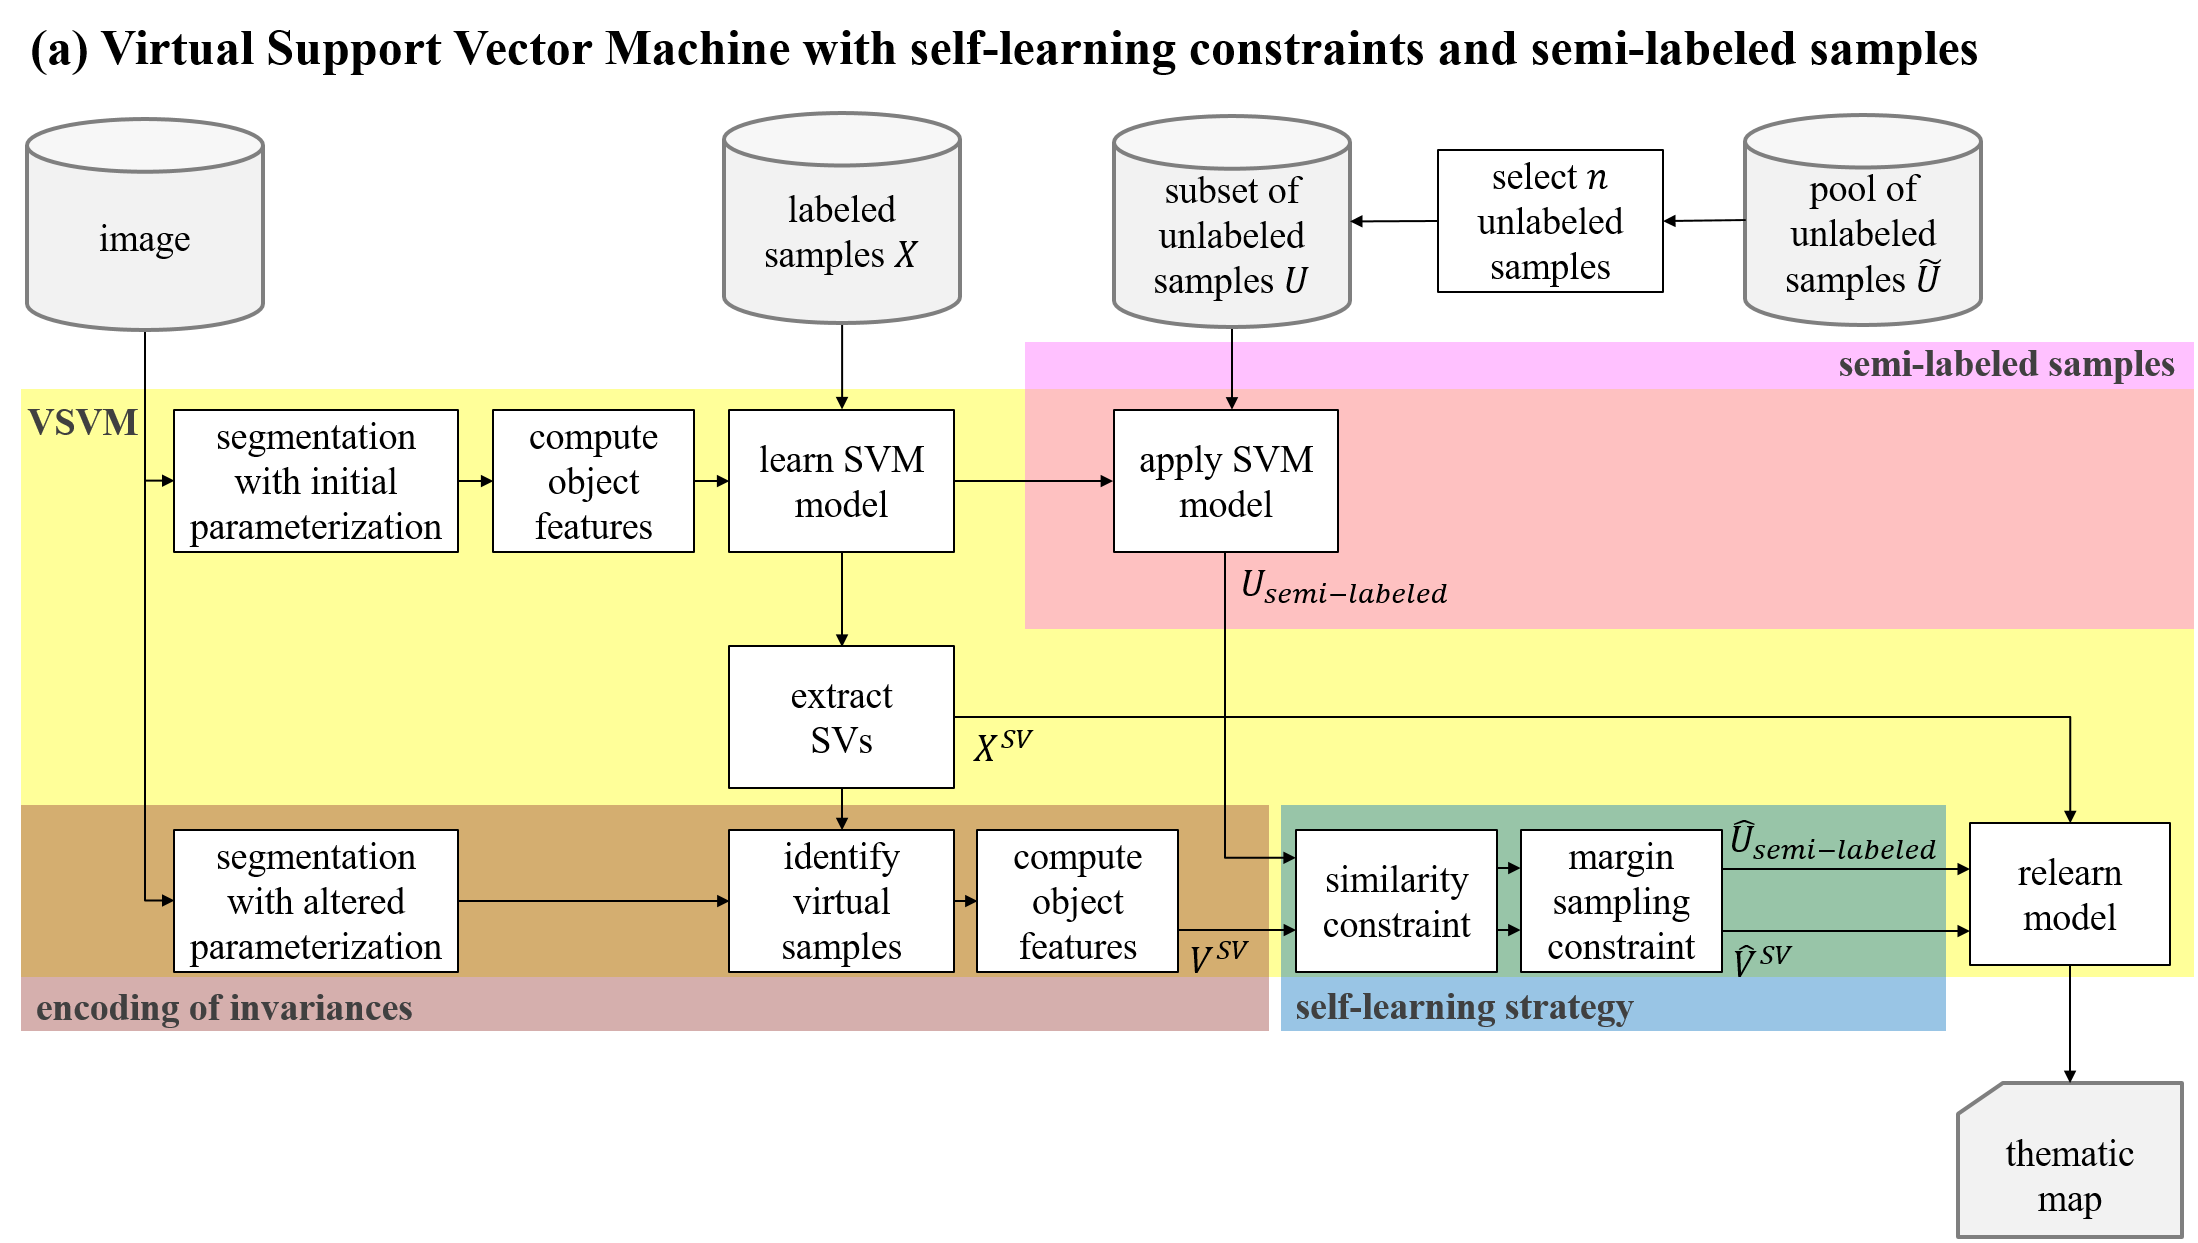 (a) Virtual Support Vector Machine with self-learning constraints and semi-labeled samples
image
labeled
samples X
subset of
unlabeled
samples U
select n
unlabeled
samples
pool of
unlabeled
samples Ũ
semi-labeled samples
VSVM
segmentation
with initial
parameterization
compute
object
features
learn SVM
model
apply SVM
model
U_semi−labeled
extract
SVs
X^SV
segmentation
with altered
parameterization
identify
virtual
samples
compute
object
features
V^SV
similarity
constraint
margin
sampling
constraint
Û_semi−labeled
V̂^SV
relearn
model
encoding of invariances
self-learning strategy
thematic
map